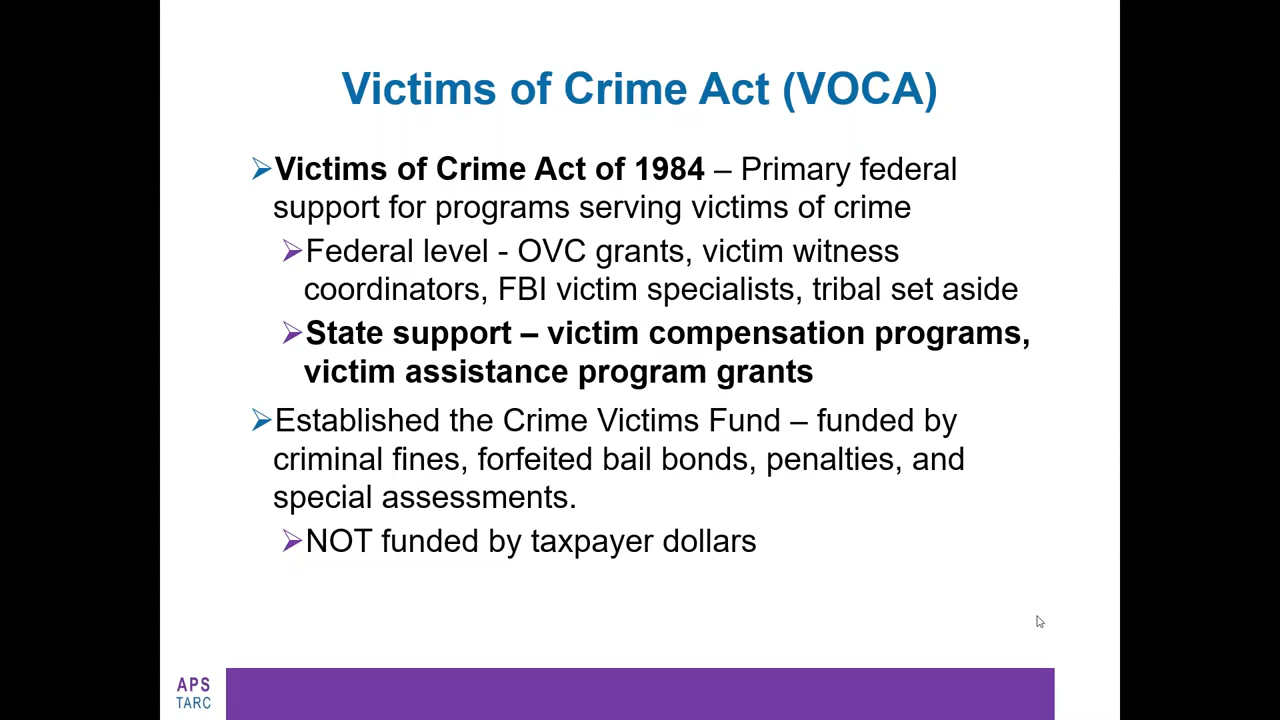 Victims of Crime Act (VOCA)
➢Victims of Crime Act of 1984 – Primary federal
support for programs serving victims of crime
➢Federal level - OVC grants, victim witness
coordinators, FBI victim specialists, tribal set aside
➢State support – victim compensation programs,
victim assistance program grants
➢Established the Crime Victims Fund – funded by
criminal fines, forfeited bail bonds, penalties, and
special assessments.
➢NOT funded by taxpayer dollars
APS
TARC